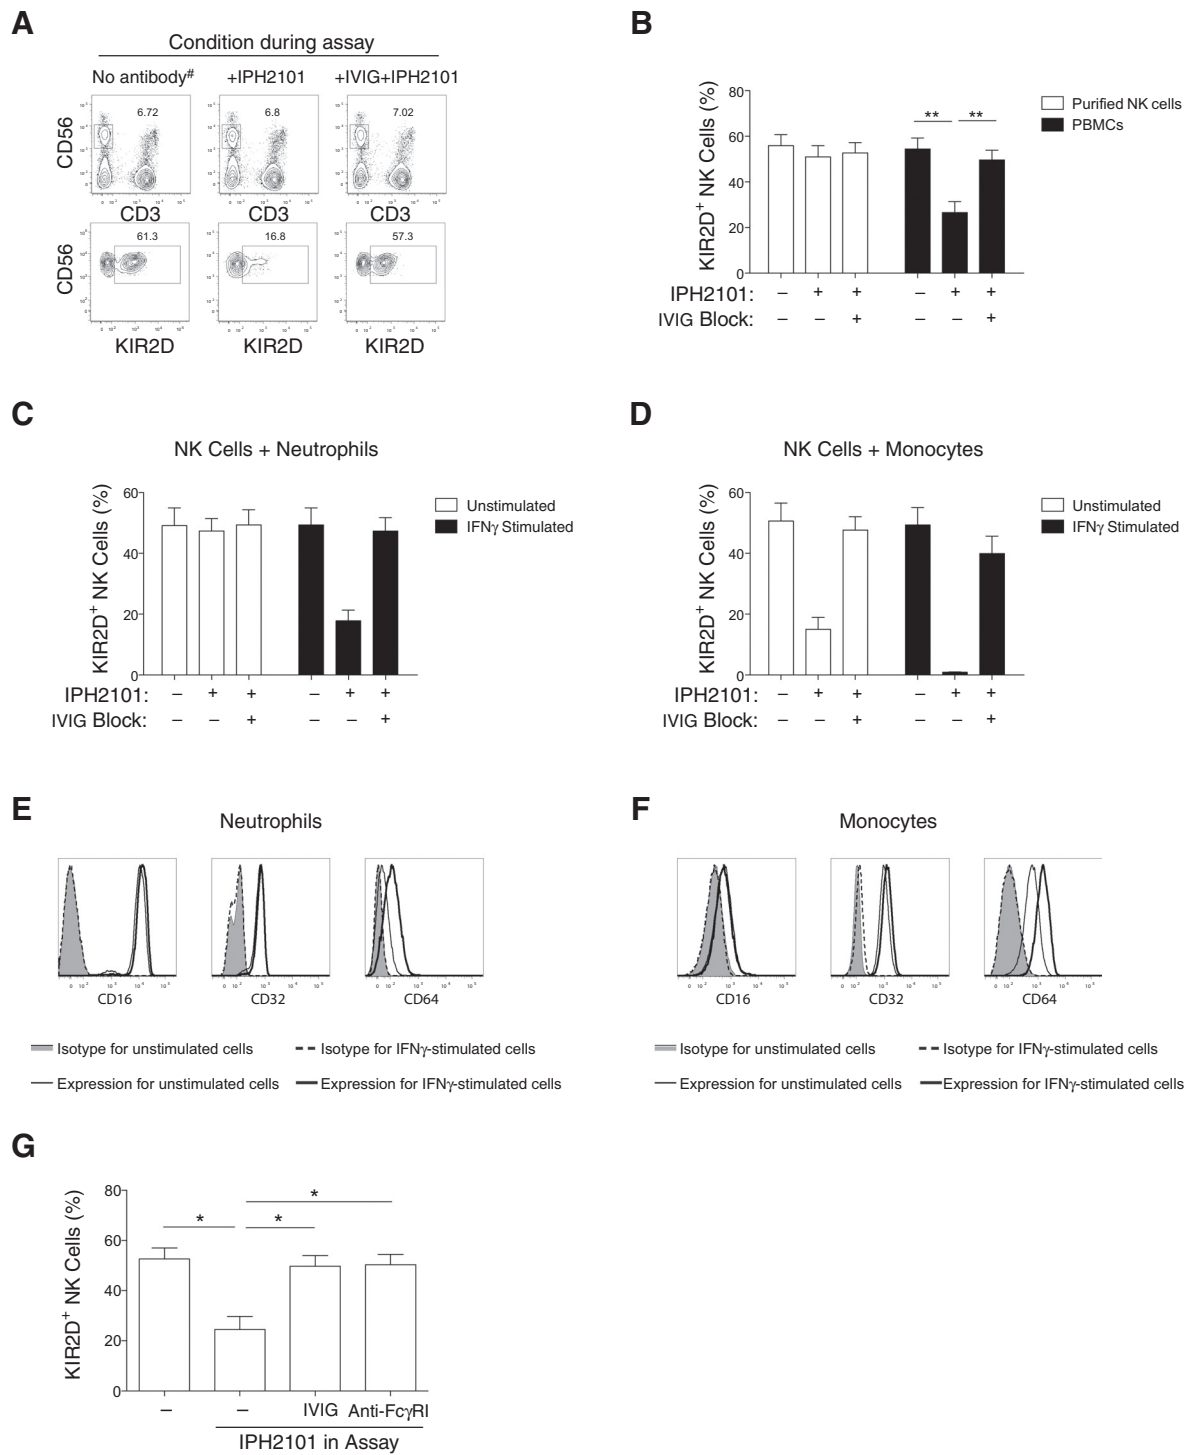 A
Condition during assay
No antibody# +IPH2101 +IVIG+IPH2101
6.72 6.8 7.02
CD56
CD3 CD3 CD3
61.3 16.8 57.3
CD56
KIR2D KIR2D KIR2D
B
KIR2D+ NK Cells (%)
80
60
40
20
0
** **
Purified NK cells
PBMCs
IPH2101: – + + – + +
IVIG Block: – – + – – +
C
NK Cells + Neutrophils
KIR2D+ NK Cells (%)
60
40
20
0
Unstimulated
IFNγ Stimulated
IPH2101: – + + – + +
IVIG Block: – – + – – +
D
NK Cells + Monocytes
KIR2D+ NK Cells (%)
60
40
20
0
Unstimulated
IFNγ Stimulated
IPH2101: – + + – + +
IVIG Block: – – + – – +
E
Neutrophils
CD16 CD32 CD64
Isotype for unstimulated cells Isotype for IFNγ-stimulated cells
Expression for unstimulated cells Expression for IFNγ-stimulated cells
F
Monocytes
CD16 CD32 CD64
Isotype for unstimulated cells Isotype for IFNγ-stimulated cells
Expression for unstimulated cells Expression for IFNγ-stimulated cells
G
KIR2D+ NK Cells (%)
80
60
40
20
0
*
* *
– – IVIG Anti-FcγRI
IPH2101 in Assay